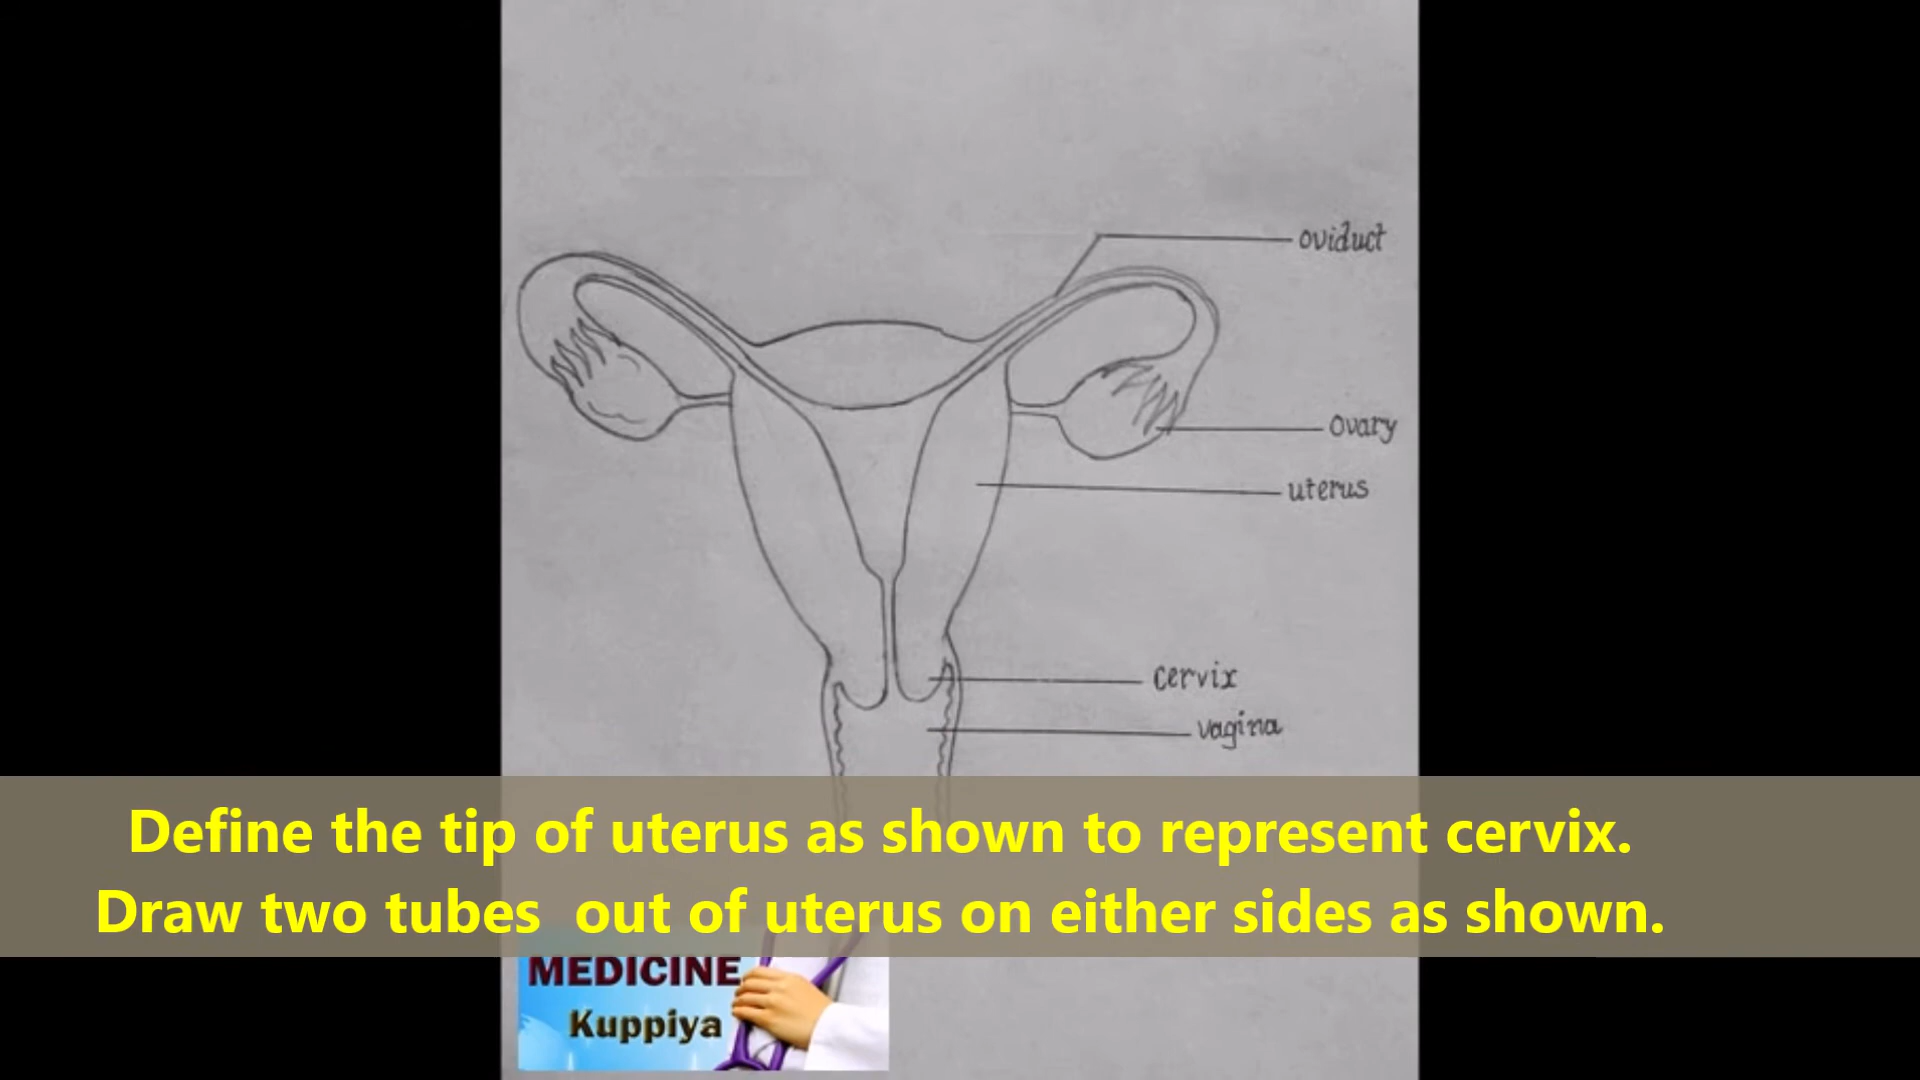 oviduct
ovary
uterus
cervix
vagina
Define the tip of uterus as shown to represent cervix.
Draw two tubes  out of uterus on either sides as shown.
MEDICINE
Kuppiya